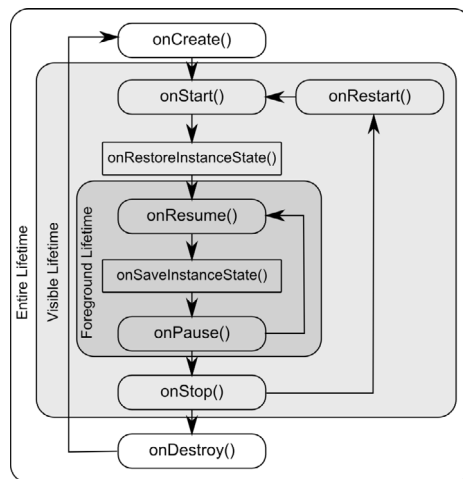 onCreate()
onStart()
onRestart()
onRestoreInstanceState()
onResume()
onSaveInstanceState()
onPause()
onStop()
onDestroy()
Entire Lifetime
Visible Lifetime
Foreground Lifetime